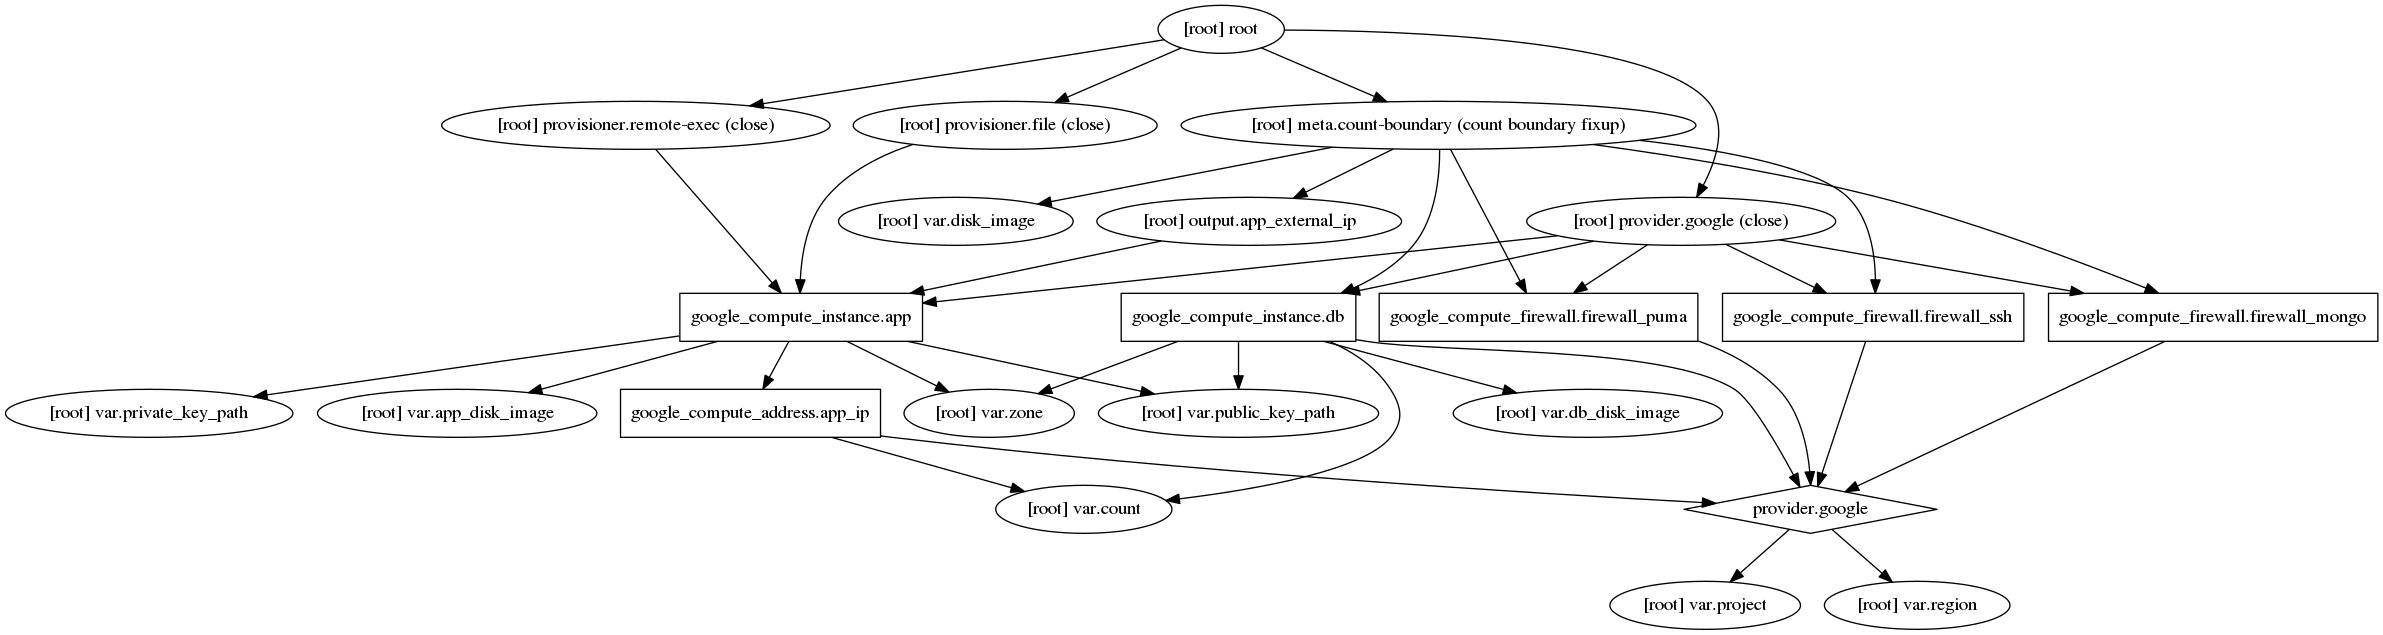 [root] root
[root] provisioner.remote-exec (close)
[root] provisioner.file (close)
[root] meta.count-boundary (count boundary fixup)
[root] var.disk_image
[root] output.app_external_ip
[root] provider.google (close)
google_compute_instance.app
google_compute_instance.db
google_compute_firewall.firewall_puma
google_compute_firewall.firewall_ssh
google_compute_firewall.firewall_mongo
[root] var.private_key_path
[root] var.app_disk_image
google_compute_address.app_ip
[root] var.zone
[root] var.public_key_path
[root] var.db_disk_image
[root] var.count
provider.google
[root] var.project
[root] var.region